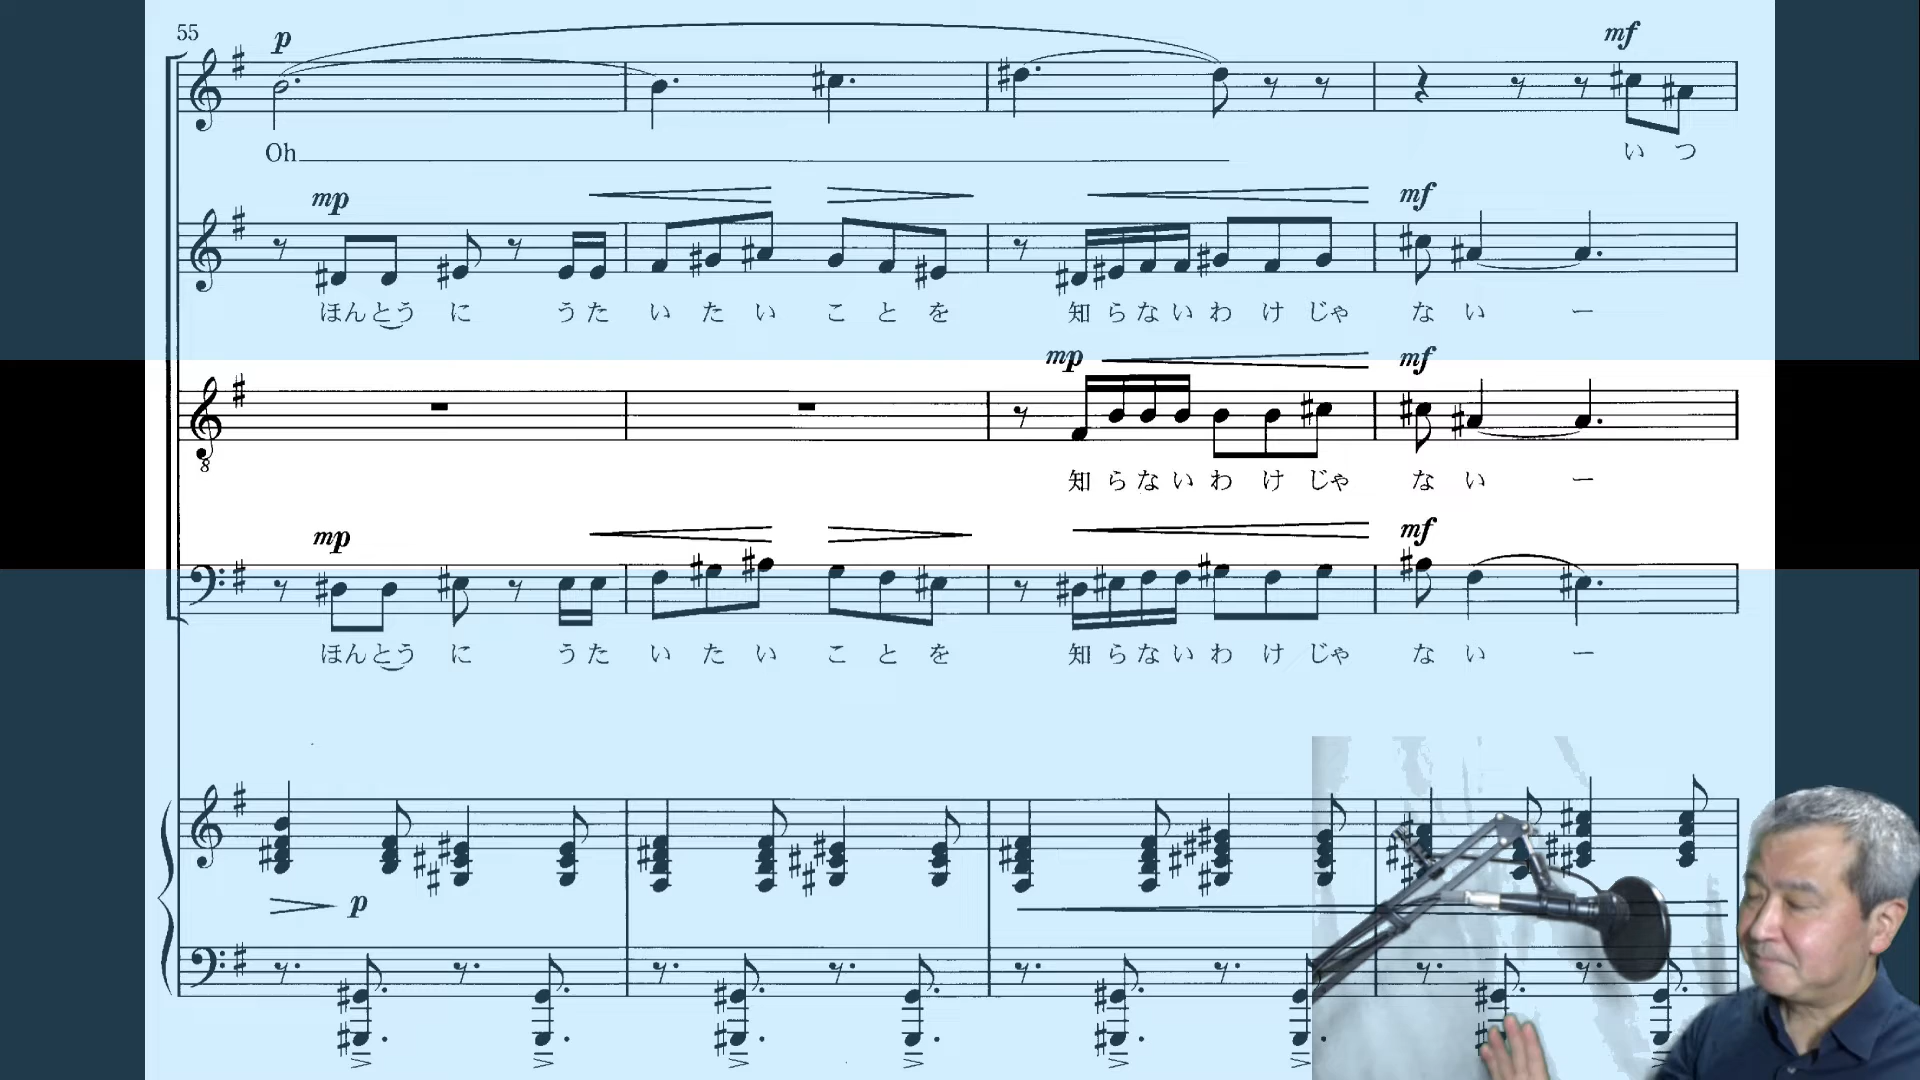 55
p
mf
Oh
い つ
mp
mf
ほんとう に う た い た い こ と を 知 ら な い わ け じゃ な い ー
mp
mf
8
知 ら な い わ け じゃ な い ー
mp
mf
ほんとう に う た い た い こ と を 知 ら な い わ け じゃ な い ー
p